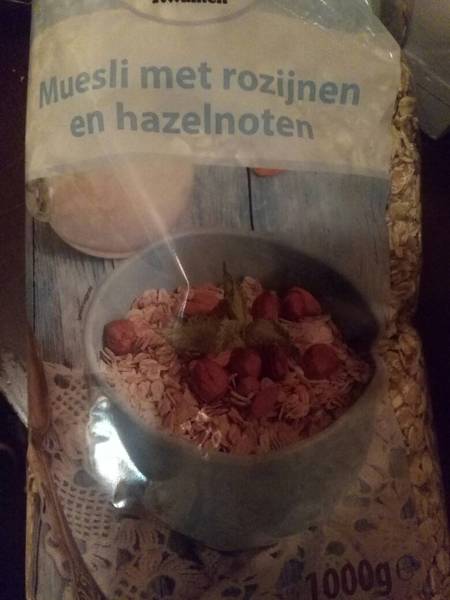 Muesli met rozijnen
en hazelnoten
1000g e